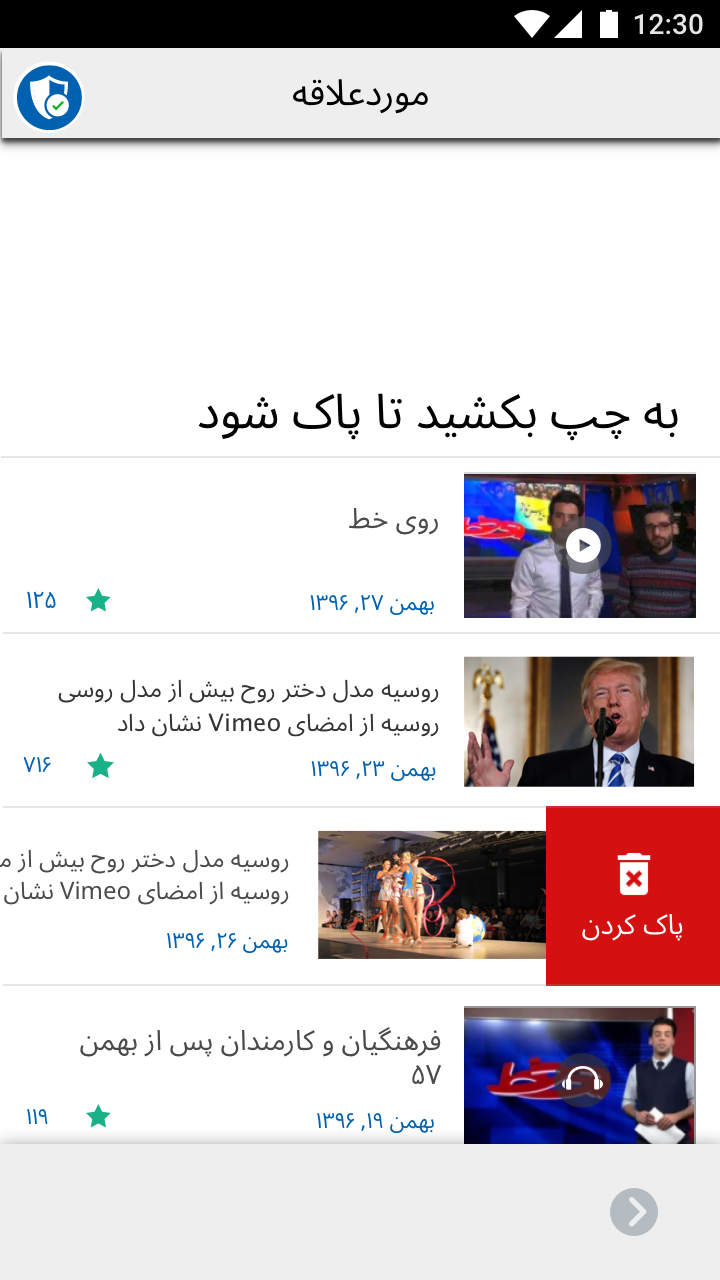 12:30
موردعلاقه
به چپ بکشید تا پاک شود
روی خط
بهمن ۲۷, ۱۳۹۶
۱۲۵
روسیه مدل دختر روح بیش از مدل روسی
روسیه از امضای Vimeo نشان داد
بهمن ۲۳, ۱۳۹۶
۷۱۶
روسیه مدل دختر روح بیش از م
روسیه از امضای Vimeo نشان
بهمن ۲۶, ۱۳۹۶
پاک کردن
فرهنگیان و کارمندان پس از بهمن
۵۷
بهمن ۱۹, ۱۳۹۶
۱۱۹